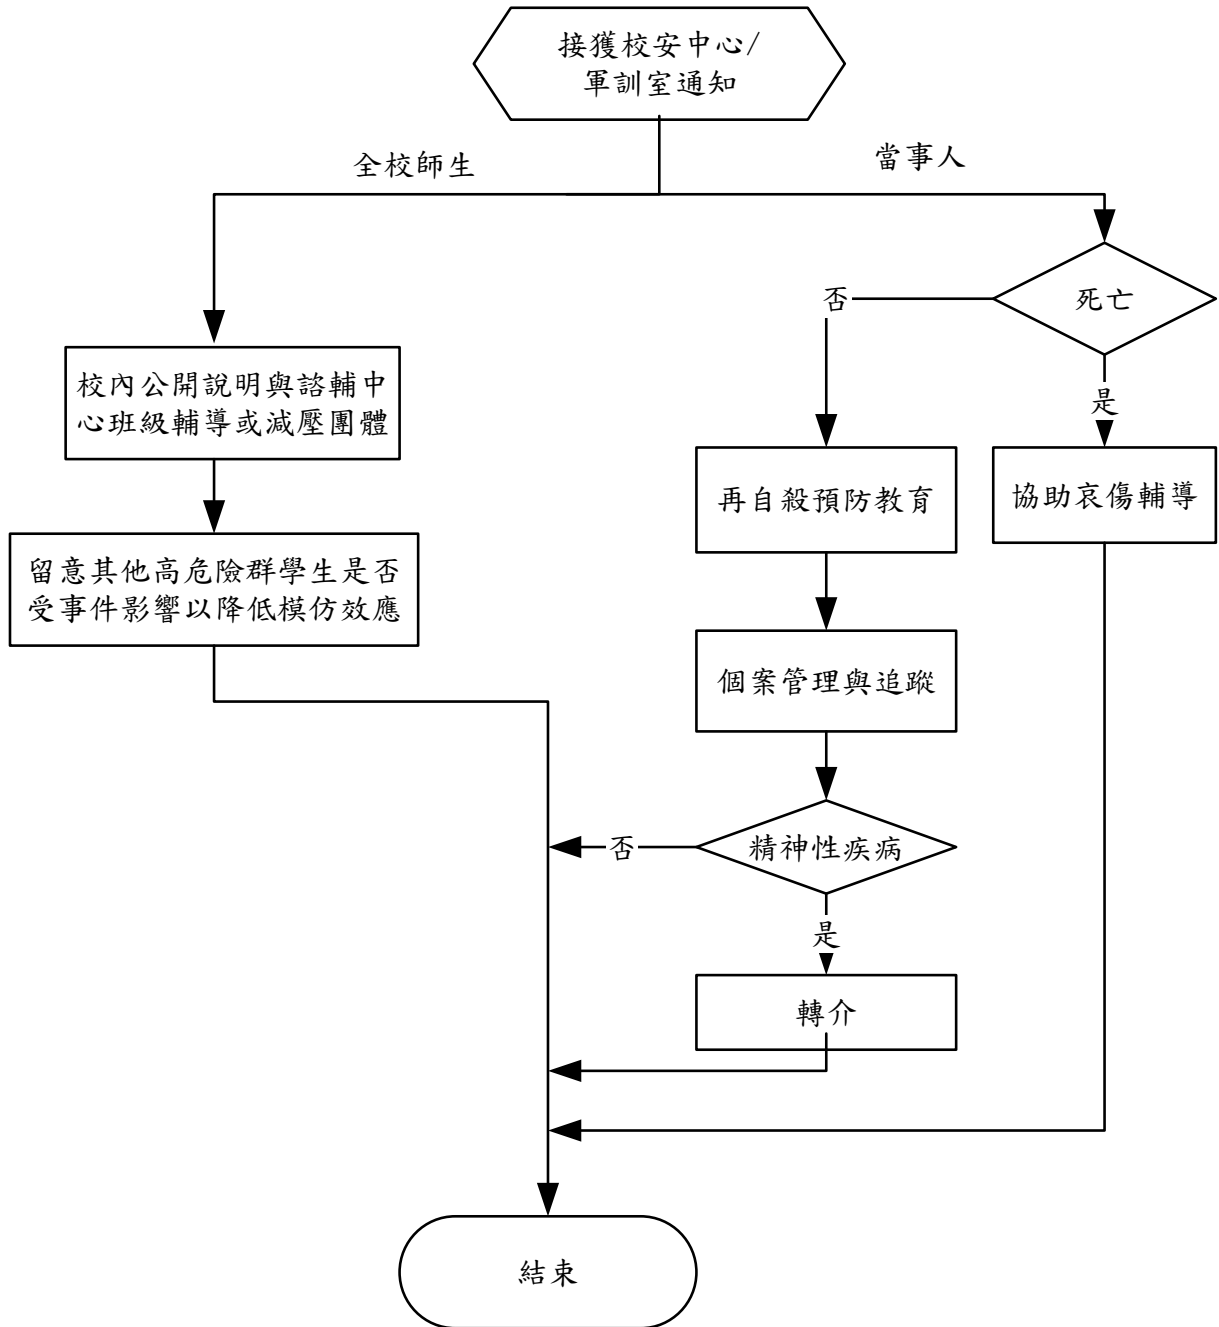 接獲校安中心/
軍訓室通知
全校師生
當事人
死亡
否
是
校內公開說明與諮輔中
心班級輔導或減壓團體
再自殺預防教育
協助哀傷輔導
留意其他高危險群學生是否
受事件影響以降低模仿效應
個案管理與追蹤
精神性疾病
否
是
轉介
結束